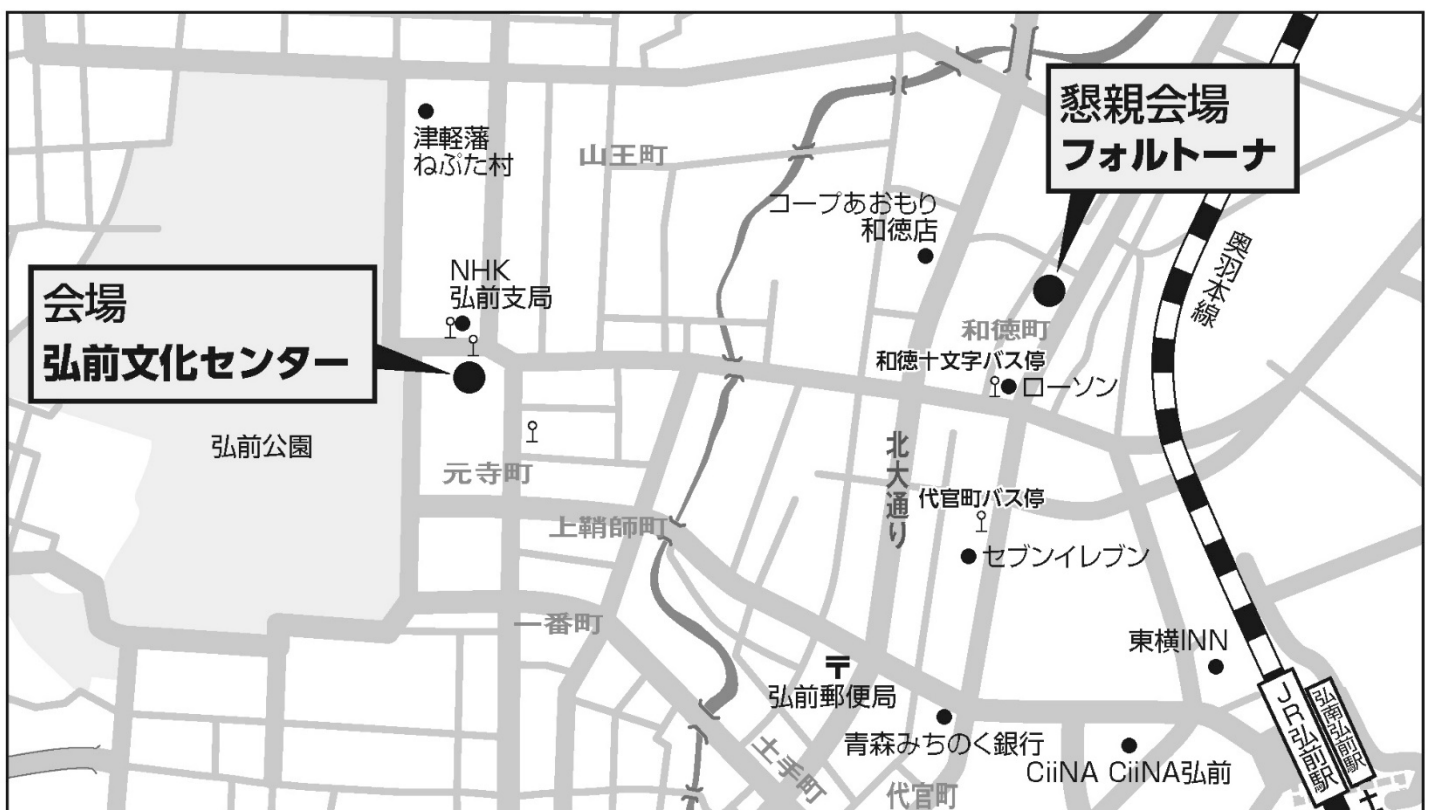 懇親会場
フォルトーナ
津軽藩
ねぷた村
山王町
コープあおもり
和徳店
奥羽本線
NHK
弘前支局
会場
弘前文化センター
和徳町
和徳十文字バス停
ローソン
弘前公園
元寺町
北大通り
代官町バス停
上鞘師町
セブンイレブン
一番町
東横INN
〒
弘前郵便局
JR弘前駅
弘南弘前駅
青森みちのく銀行
土手町
CiiNA CiiNA弘前
代官町